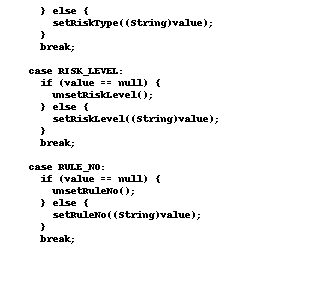 } else {
setRiskType((String)value);
}
break;
case RISK_LEVEL:
if (value == null) {
unsetRiskLevel();
} else {
setRiskLevel((String)value);
}
break;
case RULE_NO:
if (value == null) {
unsetRuleNo();
} else {
setRuleNo((String)value);
}
break;